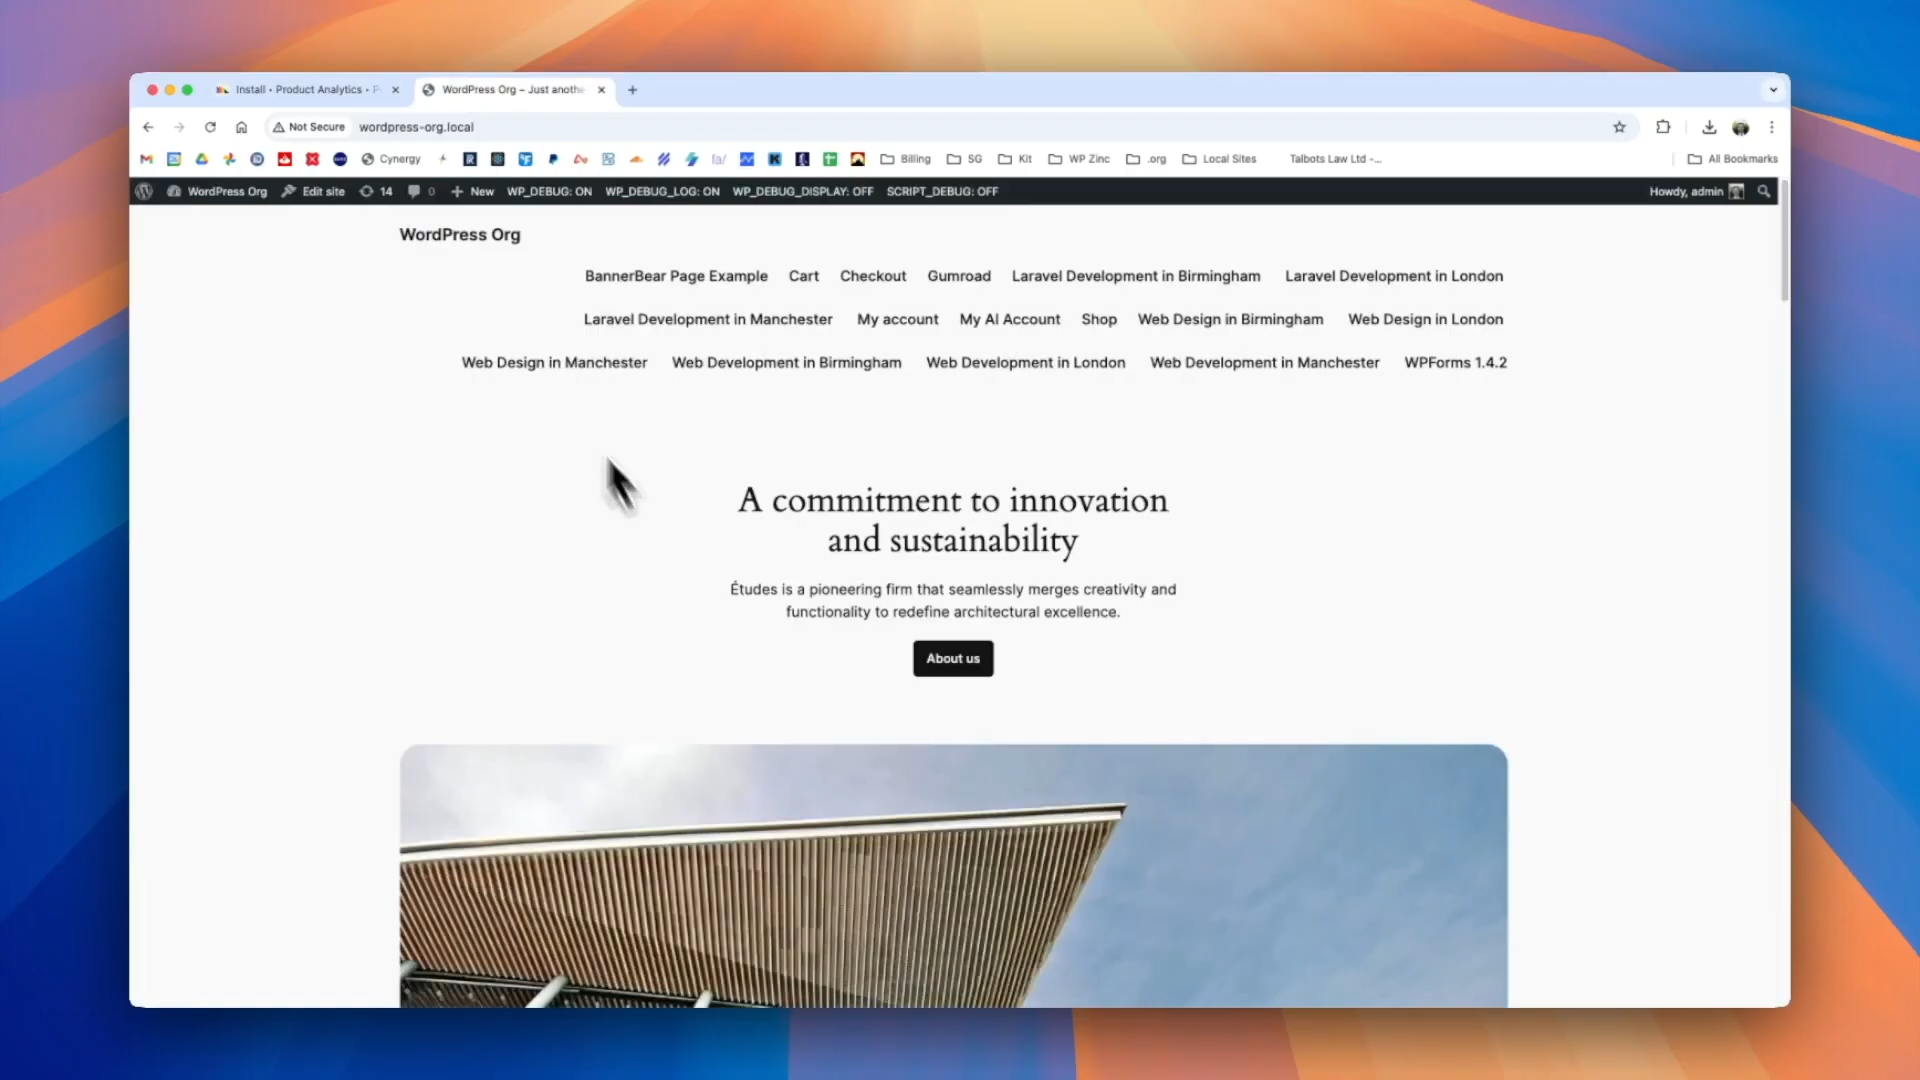 Install • Product Analytics • P
WordPress Org – Just anothe
Not Secure wordpress-org.local
Cynergy fa/ Billing SG Kit WP Zinc .org Local Sites Talbots Law Ltd -... All Bookmarks
WordPress Org Edit site 14 0 New WP_DEBUG: ON WP_DEBUG_LOG: ON WP_DEBUG_DISPLAY: OFF SCRIPT_DEBUG: OFF Howdy, admin
WordPress Org
BannerBear Page Example Cart Checkout Gumroad Laravel Development in Birmingham Laravel Development in London
Laravel Development in Manchester My account My AI Account Shop Web Design in Birmingham Web Design in London
Web Design in Manchester Web Development in Birmingham Web Development in London Web Development in Manchester WPForms 1.4.2
A commitment to innovation
and sustainability
Études is a pioneering firm that seamlessly merges creativity and
functionality to redefine architectural excellence.
About us